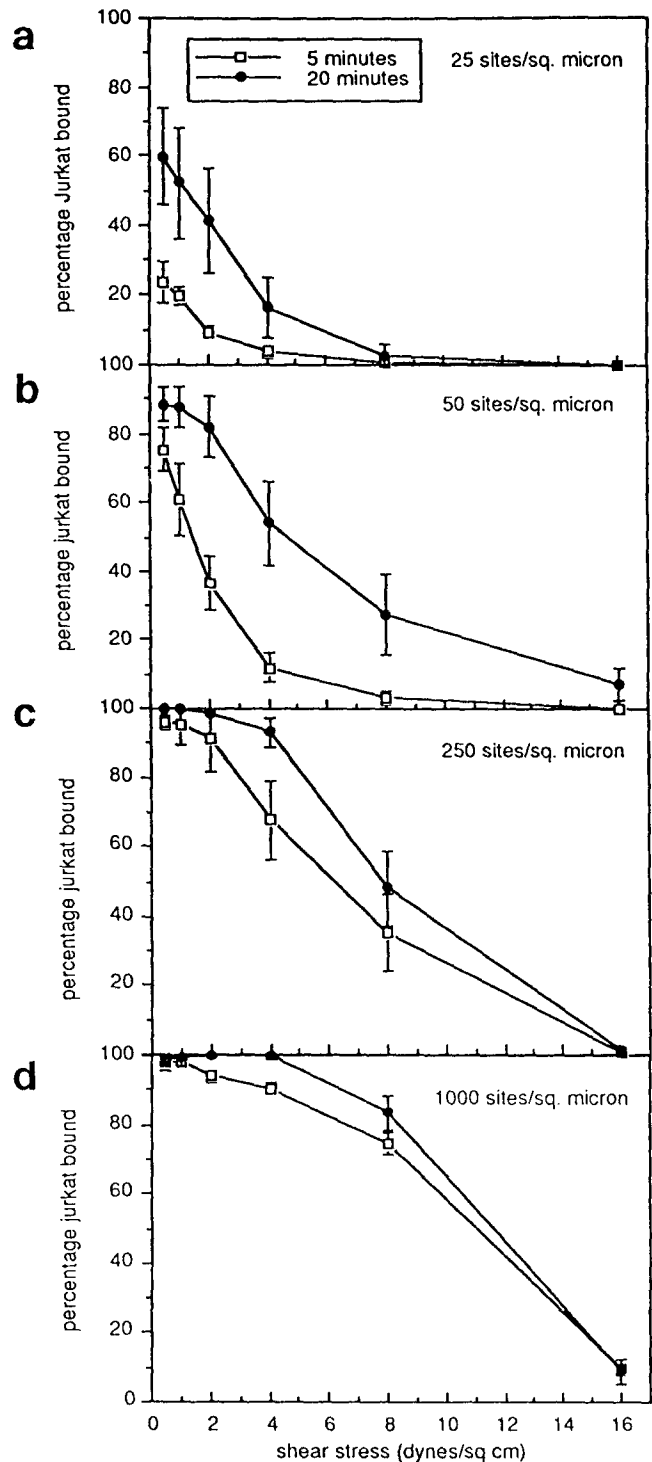 a
100
5 minutes
20 minutes
25 sites/sq. micron
80
60
40
20
percentage Jurkat bound
b
100
50 sites/sq. micron
80
60
40
20
percentage jurkat bound
c
100
250 sites/sq. micron
80
60
40
20
percentage jurkat bound
d
100
1000 sites/sq. micron
80
60
40
20
0
percentage jurkat bound
0 2 4 6 8 10 12 14 16
shear stress (dynes/sq cm)